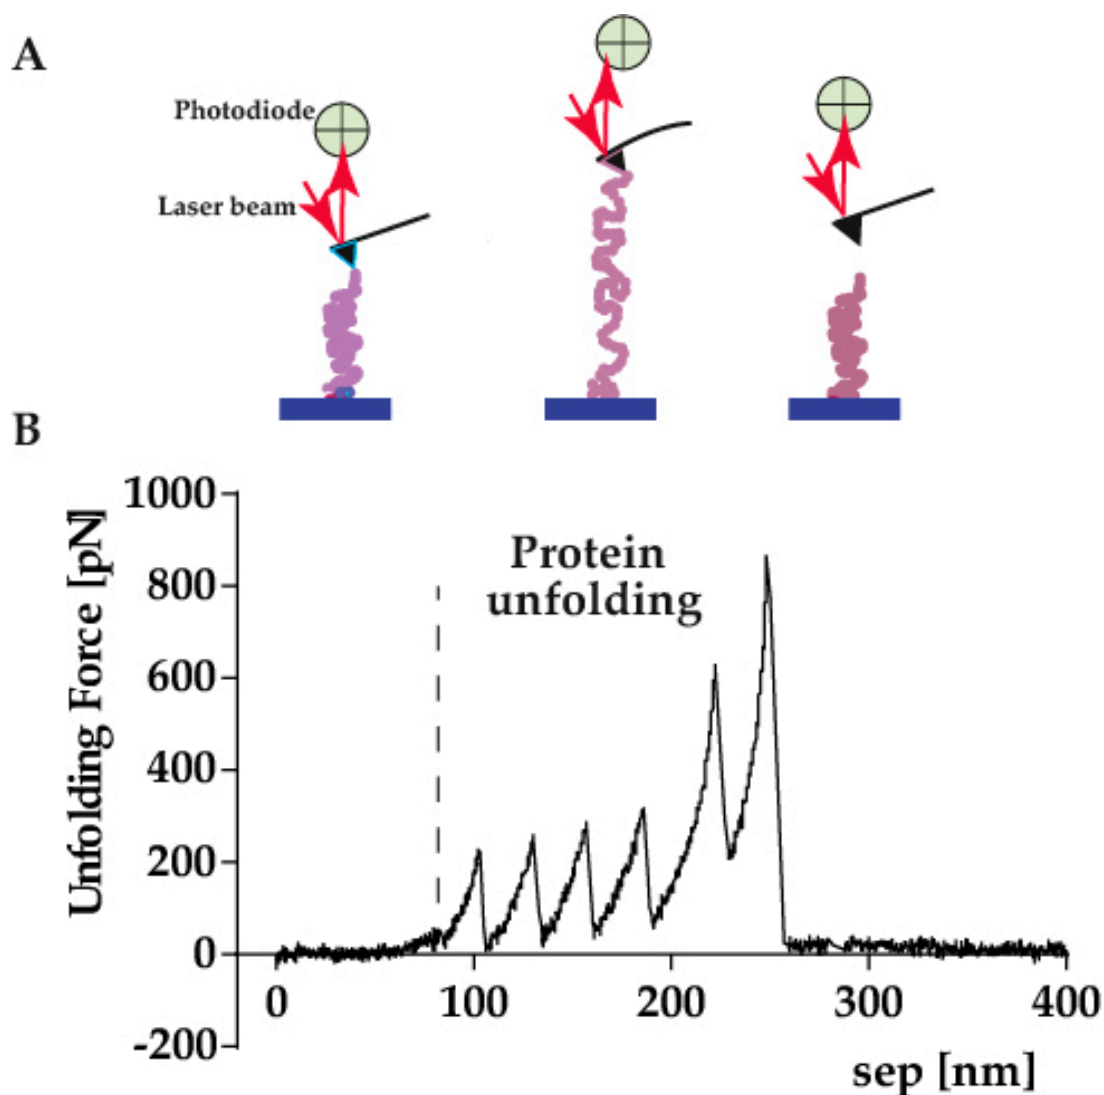 A
Photodiode
Laser beam
B
Unfolding Force [pN]
1000
800
600
400
200
0
-200
Protein
unfolding
0 100 200 300 400
sep [nm]